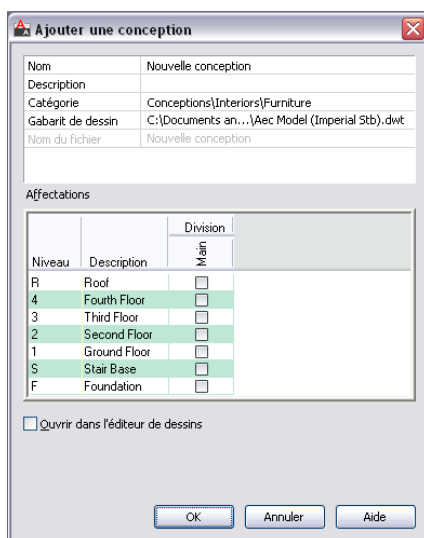 Ajouter une conception
Nom Nouvelle conception
Description
Catégorie Conceptions\Interiors\Furniture
Gabarit de dessin C:\Documents an...\Aec Model (Imperial Stb).dwt
Nom du fichier Nouvelle conception
Affectations
Division
Niveau Description Main
R Roof
4 Fourth Floor
3 Third Floor
2 Second Floor
1 Ground Floor
S Stair Base
F Foundation
Ouvrir dans l'éditeur de dessins
OK Annuler Aide